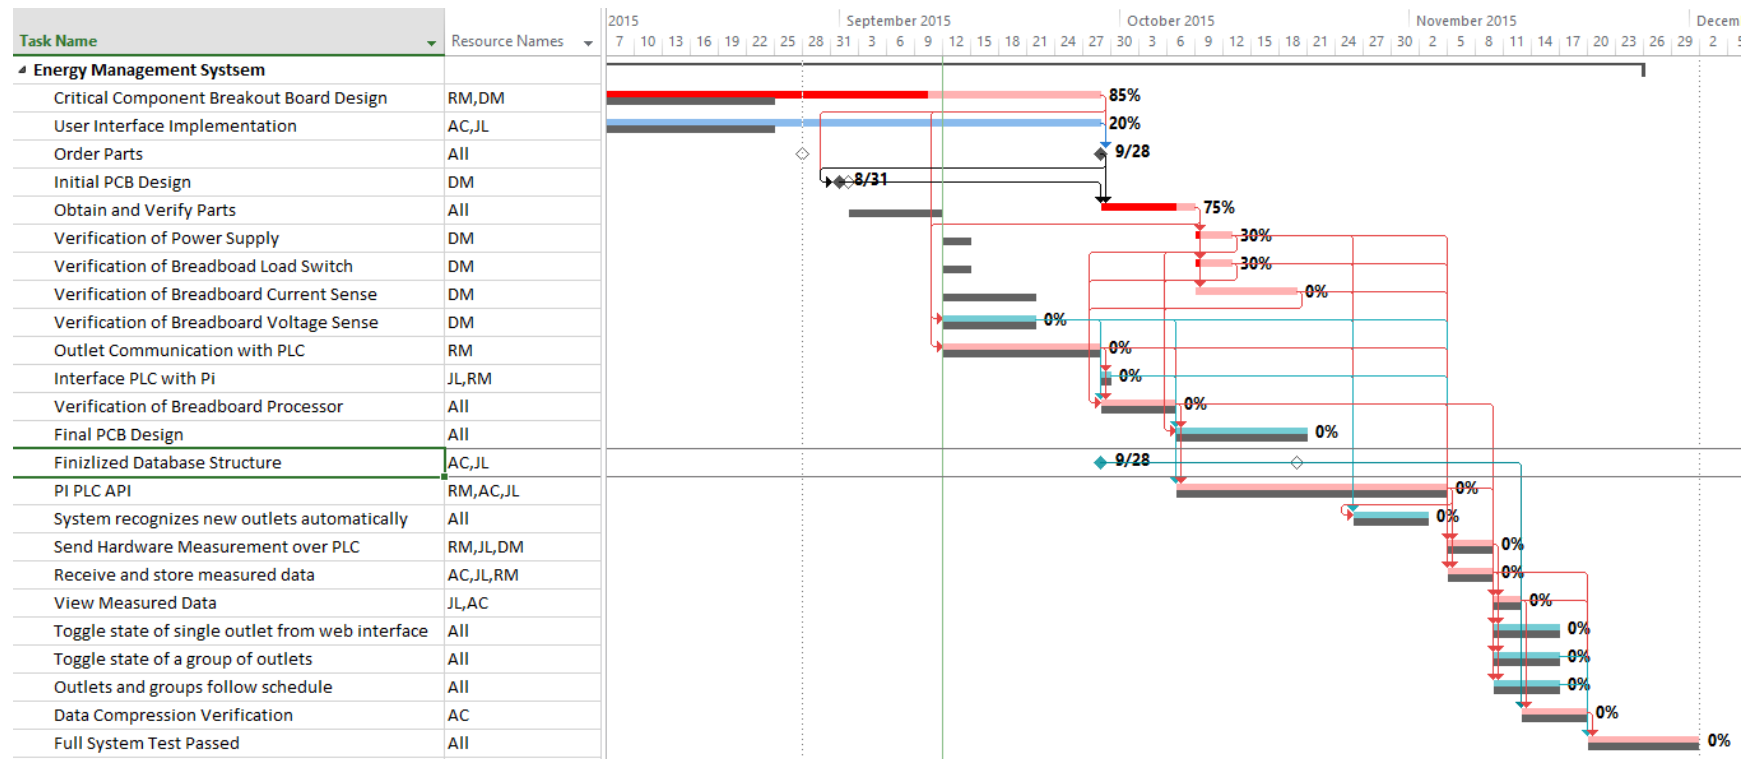 2015 September 2015 October 2015 November 2015 Decem
Task Name Resource Names 7 10 13 16 19 22 25 28 31 3 6 9 12 15 18 21 24 27 30 3 6 9 12 15 18 21 24 27 30 2 5 8 11 14 17 20 23 26 29 2 5
Energy Management Systsem
Critical Component Breakout Board Design RM,DM 85%
User Interface Implementation AC,JL 20%
Order Parts All 9/28
Initial PCB Design DM 8/31
Obtain and Verify Parts All 75%
Verification of Power Supply DM 30%
Verification of Breadboad Load Switch DM 30%
Verification of Breadboard Current Sense DM 0%
Verification of Breadboard Voltage Sense DM 0%
Outlet Communication with PLC RM 0%
Interface PLC with Pi JL,RM 0%
Verification of Breadboard Processor All 0%
Final PCB Design All 0%
Finizlized Database Structure AC,JL 9/28
PI PLC API RM,AC,JL 0%
System recognizes new outlets automatically All 0%
Send Hardware Measurement over PLC RM,JL,DM 0%
Receive and store measured data AC,JL,RM 0%
View Measured Data JL,AC 0%
Toggle state of single outlet from web interface All 0%
Toggle state of a group of outlets All 0%
Outlets and groups follow schedule All 0%
Data Compression Verification AC 0%
Full System Test Passed All 0%